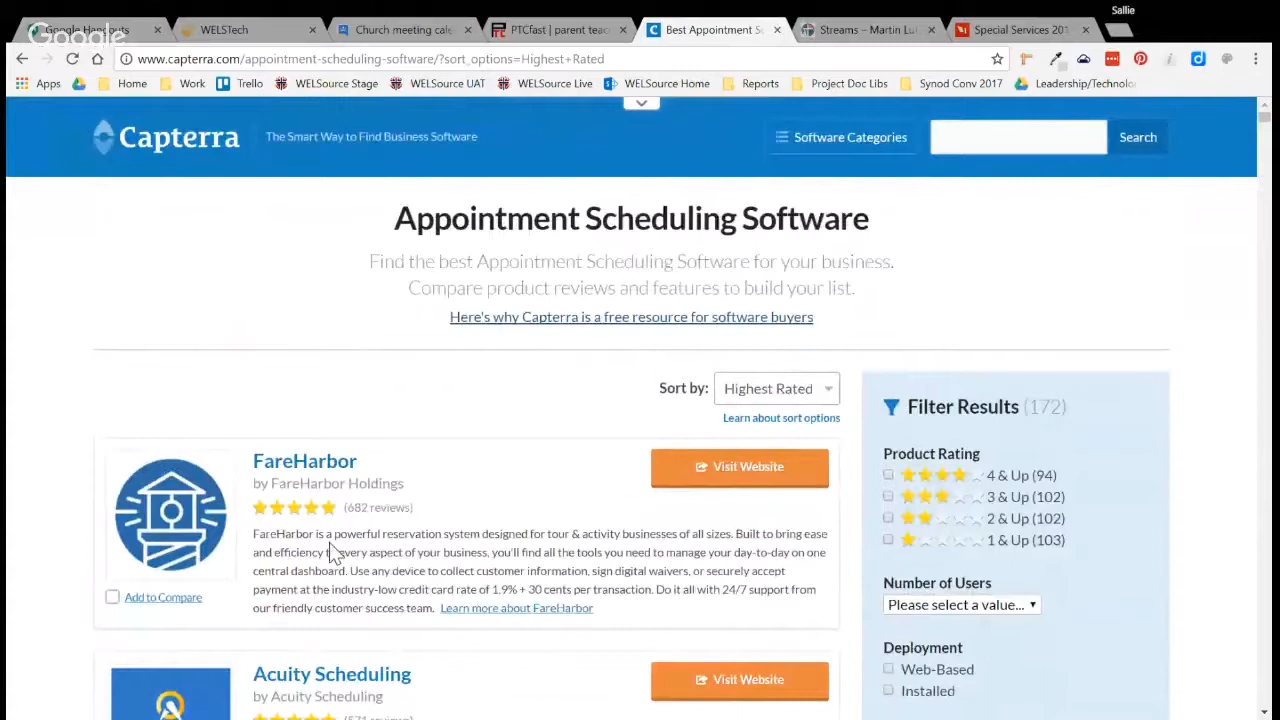 Sallie
Google Hangouts
WELSTech
Church meeting cale
PTCfast | parent teac
Best Appointment S
Streams – Martin Lu
Special Services 201
Google
www.capterra.com/appointment-scheduling-software/?sort_options=Highest+Rated
Apps
Home
Work
Trello
WELSource Stage
WELSource UAT
WELSource Live
WELSource Home
Reports
Project Doc Libs
Synod Conv 2017
Leadership/Technolo
Capterra
The Smart Way to Find Business Software
Software Categories
Search
Appointment Scheduling Software
Find the best Appointment Scheduling Software for your business.
Compare product reviews and features to build your list.
Here's why Capterra is a free resource for software buyers
Sort by:
Highest Rated
Learn about sort options
FareHarbor
by FareHarbor Holdings
(682 reviews)
Visit Website
FareHarbor is a powerful reservation system designed for tour & activity businesses of all sizes. Built to bring ease
and efficiency to every aspect of your business, you'll find all the tools you need to manage your day-to-day on one
central dashboard. Use any device to collect customer information, sign digital waivers, or securely accept
payment at the industry-low credit card rate of 1.9% + 30 cents per transaction. Do it all with 24/7 support from
our friendly customer success team. Learn more about FareHarbor
Add to Compare
Acuity Scheduling
by Acuity Scheduling
(571 reviews)
Visit Website
Filter Results (172)
Product Rating
4 & Up (94)
3 & Up (102)
2 & Up (102)
1 & Up (103)
Number of Users
Please select a value...
Deployment
Web-Based
Installed